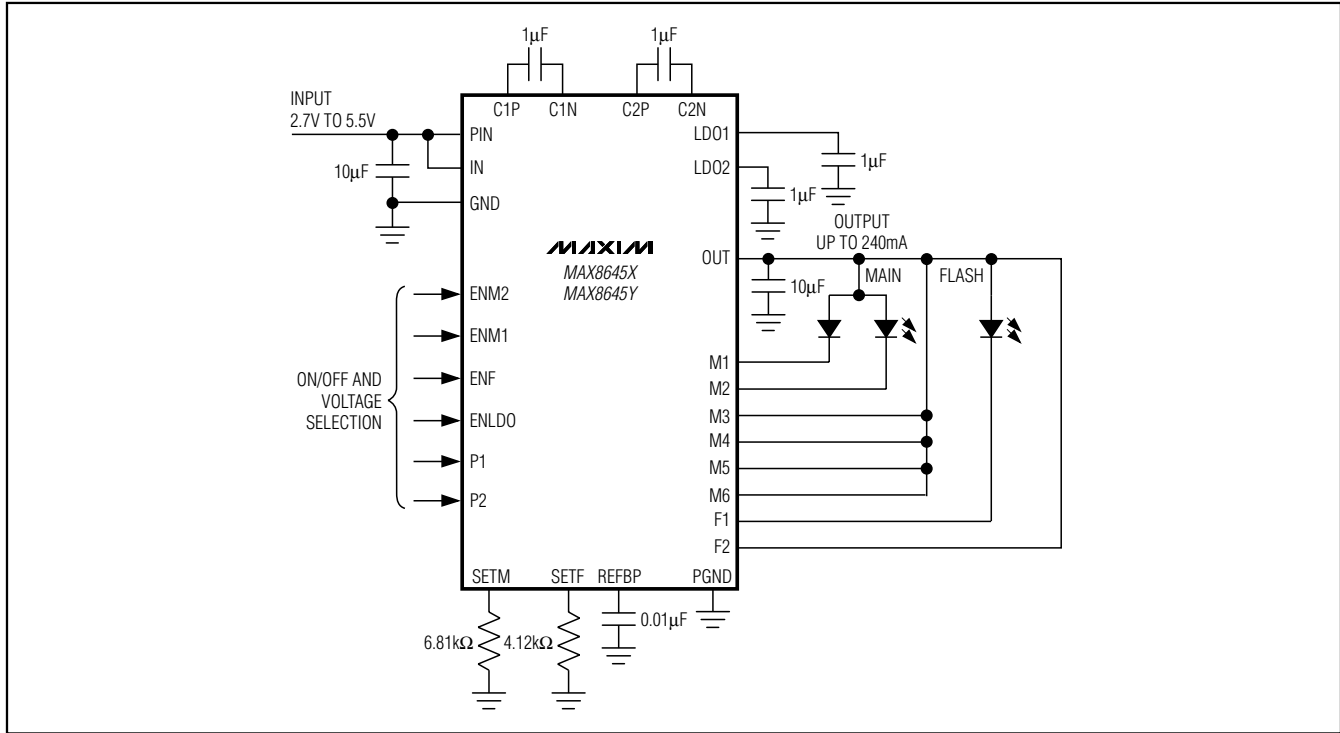 1μF
1μF
INPUT
2.7V TO 5.5V
C1P
C1N
C2P
C2N
PIN
IN
10μF
GND
LDO1
1μF
LDO2
1μF
OUTPUT
UP TO 240mA
OUT
MAIN
FLASH
10μF
MAXIM
MAX8645X
MAX8645Y
ON/OFF AND
VOLTAGE
SELECTION
ENM2
ENM1
ENF
ENLDO
P1
P2
M1
M2
M3
M4
M5
M6
F1
F2
SETM
SETF
REFBP
PGND
6.81kΩ
4.12kΩ
0.01μF